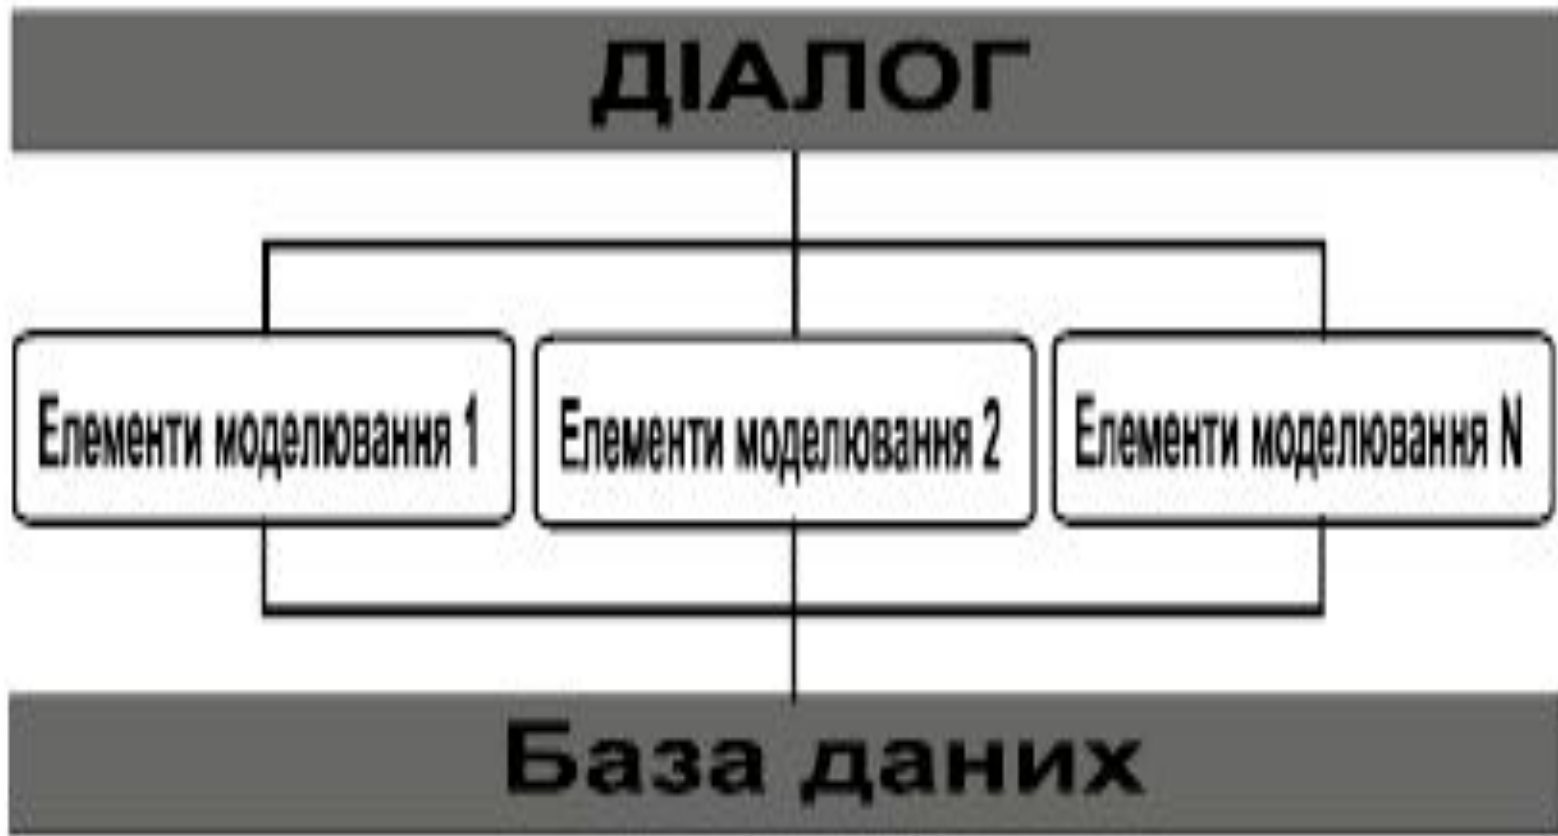 ДІАЛОГ
Елементи моделювання 1
Елементи моделювання 2
Елементи моделювання N
База даних